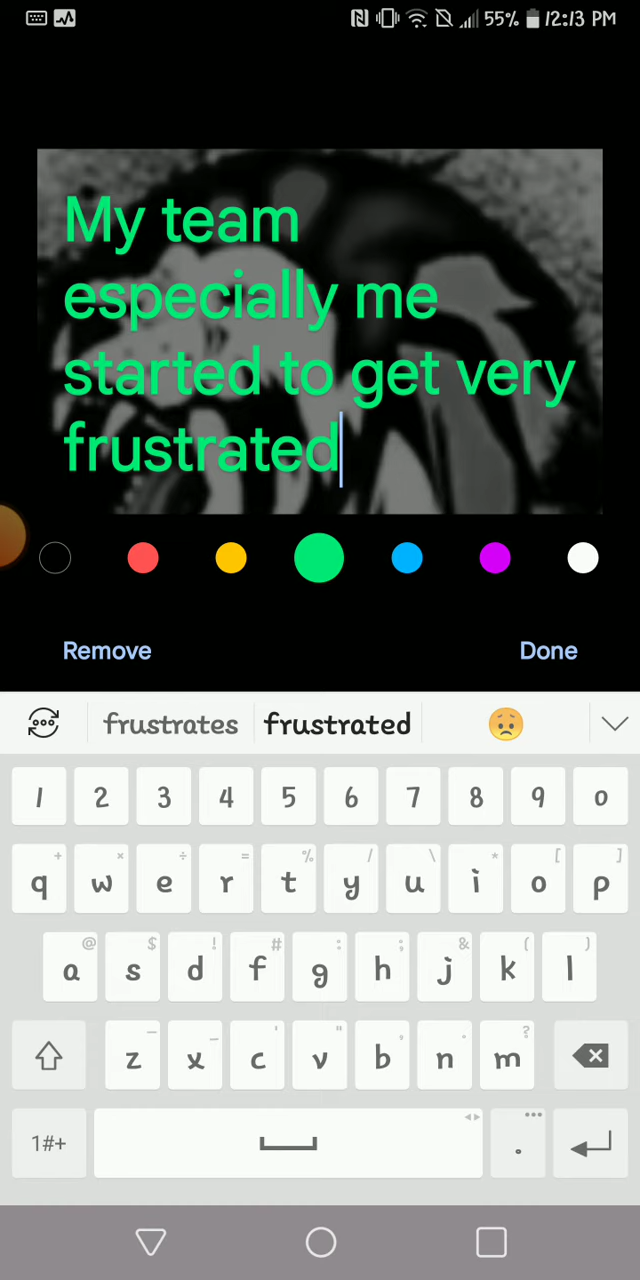 55% 12:13 PM
My team
especially me
started to get very
frustrated
Remove Done
frustrates frustrated
1 2 3 4 5 6 7 8 9 0
+ × ÷ = % / \ * [ ]
q w e r t y u i o p
@ $ ! # : ; & ( )
a s d f g h j k l
- _ ' " , . ?
z x c v b n m
1#+ .